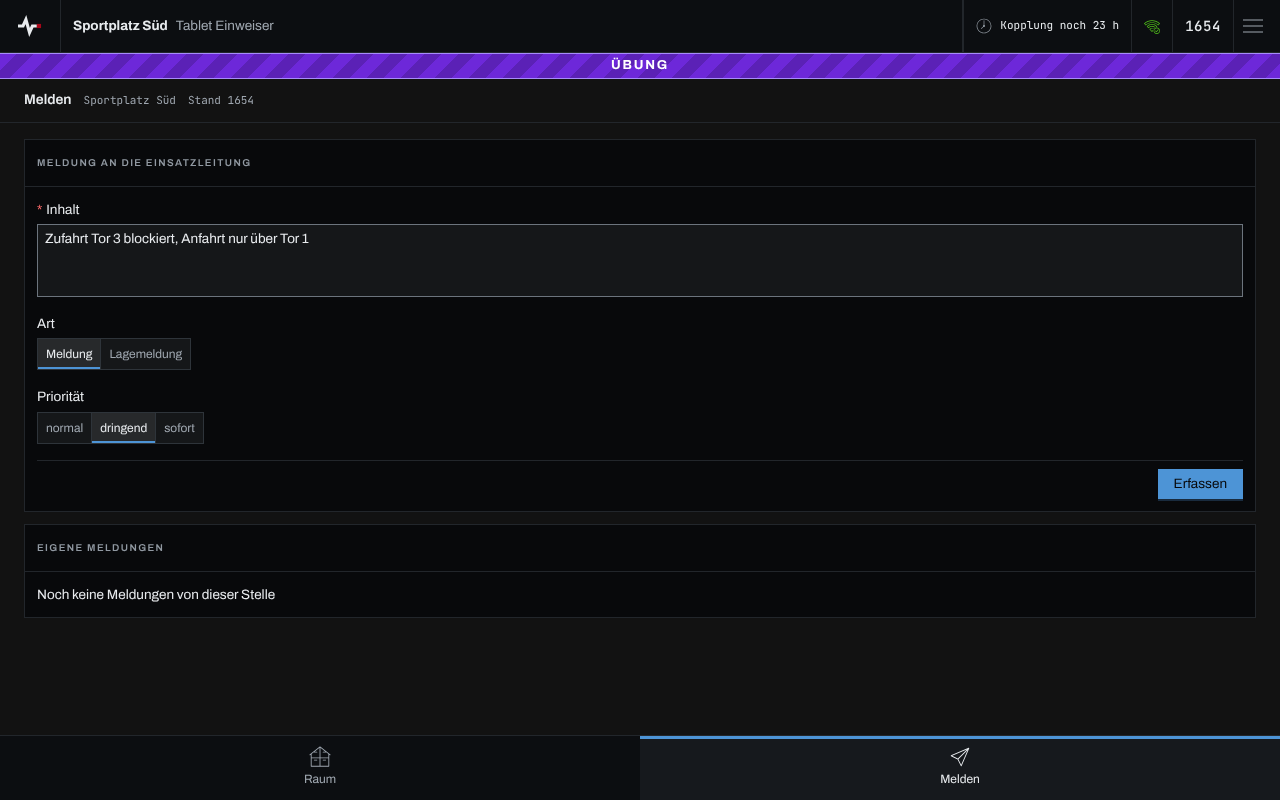 Sportplatz Süd Tablet Einweiser
Kopplung noch 23 h
1654
ÜBUNG
Melden Sportplatz Süd Stand 1654
MELDUNG AN DIE EINSATZLEITUNG
* Inhalt
Zufahrt Tor 3 blockiert, Anfahrt nur über Tor 1
Art
Meldung Lagemeldung
Priorität
normal dringend sofort
Erfassen
EIGENE MELDUNGEN
Noch keine Meldungen von dieser Stelle
Raum
Melden